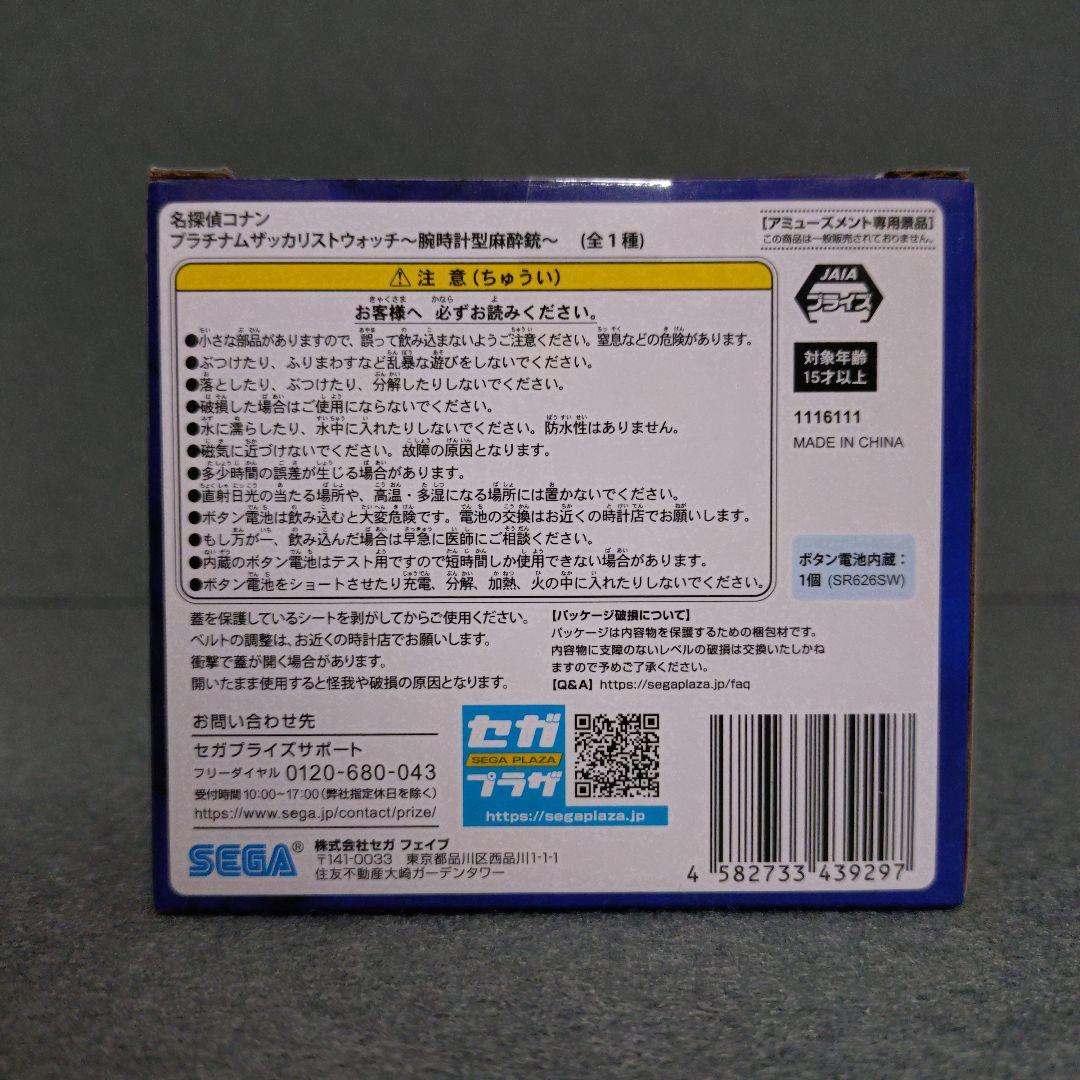 名探偵コナン
プラチナムザッカリストウォッチ～腕時計型麻酔銃～ (全1種)
[アミューズメント専用景品]
この商品は一般販売されておりません。
⚠注 意(ちゅうい)
お客様へ 必ずお読みください。
●小さな部品がありますので、誤って飲み込まないようご注意ください。窒息などの危険があります。
●ぶつけたり、ふりまわすなど乱暴な遊びをしないでください。
●落としたり、ぶつけたり、分解したりしないでください。
●破損した場合はご使用にならないでください。
●水に濡らしたり、水中に入れたりしないでください。防水性はありません。
●磁気に近づけないでください。故障の原因となります。
●多少時間の誤差が生じる場合があります。
●直射日光の当たる場所や、高温・多湿になる場所には置かないでください。
●ボタン電池は飲み込むと大変危険です。電池の交換はお近くの時計店でお願いします。
●もし万が一、飲み込んだ場合は早急に医師にご相談ください。
●内蔵のボタン電池はテスト用ですので短時間しか使用できない場合があります。
●ボタン電池をショートさせたり充電、分解、加熱、火の中に入れたりしないでください。
JAIA
プライズ
対象年齢
15才以上
1116111
MADE IN CHINA
ボタン電池内蔵：
1個 (SR626SW)
蓋を保護しているシートを剥がしてからご使用ください。
ベルトの調整は、お近くの時計店でお願いします。
衝撃で蓋が開く場合があります。
開いたまま使用すると怪我や破損の原因となります。
【パッケージ破損について】
パッケージは内容物を保護するための梱包材です。
内容物に支障のないレベルの破損は交換いたしかね
ますので予めご了承ください。
【Q&A】https://segaplaza.jp/faq
お問い合わせ先
セガプライズサポート
フリーダイヤル 0120-680-043
受付時間 10:00~17:00 (弊社指定休日を除く)
https://www.sega.jp/contact/prize/
セガ
SEGA PLAZA
プラザ
https://segaplaza.jp
SEGA®
株式会社セガ フェイブ
〒141-0033 東京都品川区西品川1-1-1
住友不動産大崎ガーデンタワー
4 582733 439297